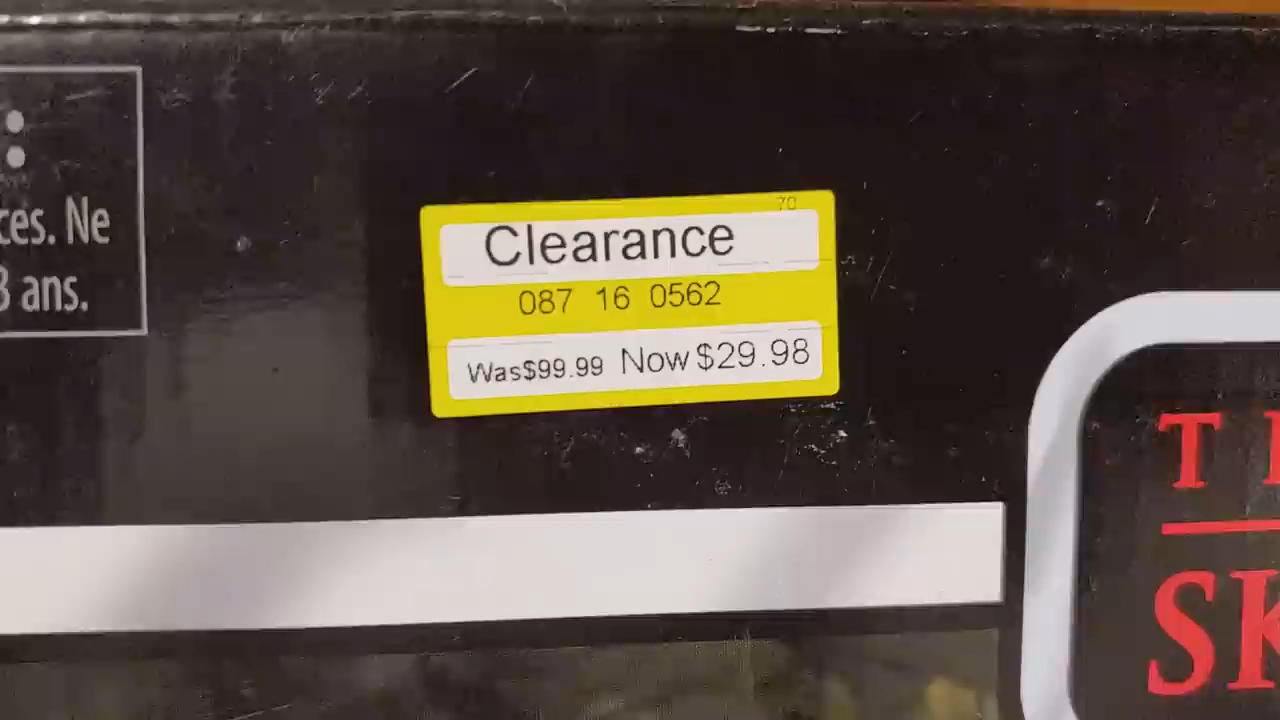 ces. Ne
3 ans.
70
Clearance
087 16 0562
Was$99.99 Now $29.98
T
SK